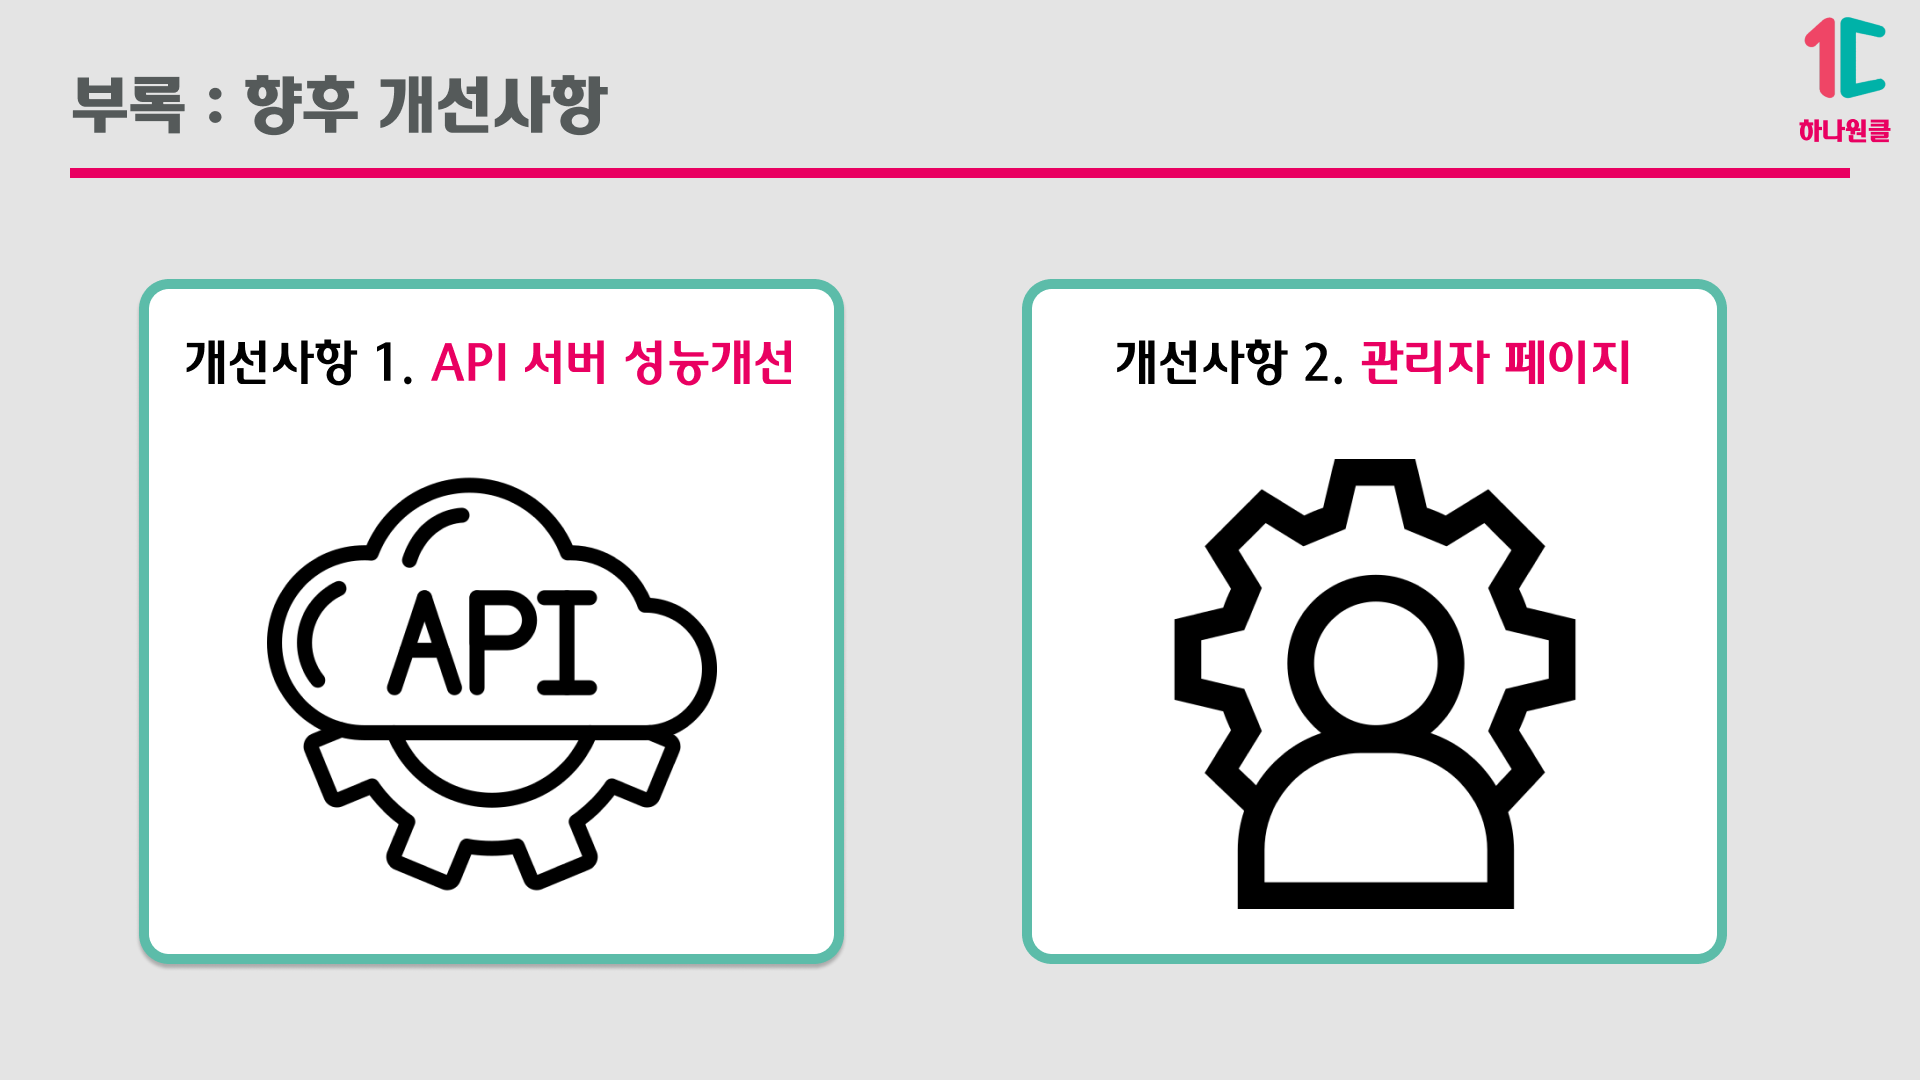 부록 : 향후 개선사항
1C
하나원클
개선사항 1. API 서버 성능개선
개선사항 2. 관리자 페이지
API